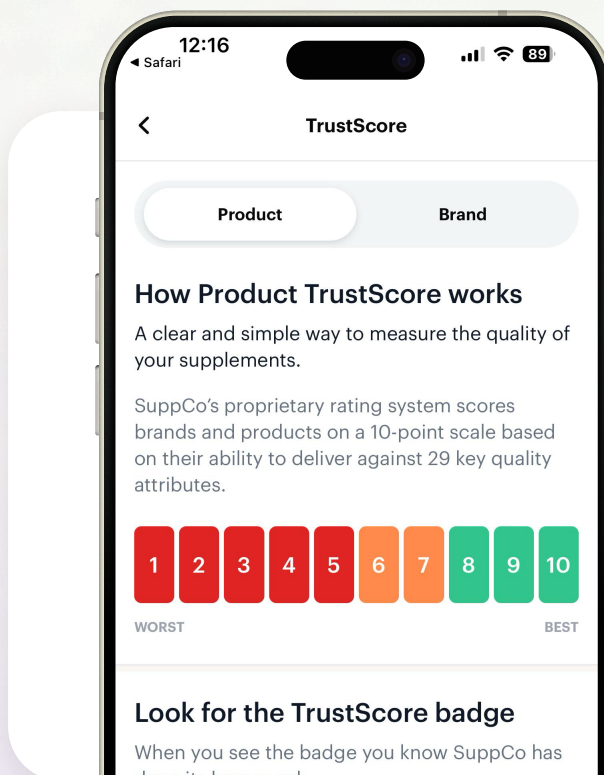 12:16
◀ Safari
89
TrustScore
Product
Brand
How Product TrustScore works
A clear and simple way to measure the quality of
your supplements.
SuppCo’s proprietary rating system scores
brands and products on a 10-point scale based
on their ability to deliver against 29 key quality
attributes.
1 2 3 4 5 6 7 8 9 10
WORST
BEST
Look for the TrustScore badge
When you see the badge you know SuppCo has